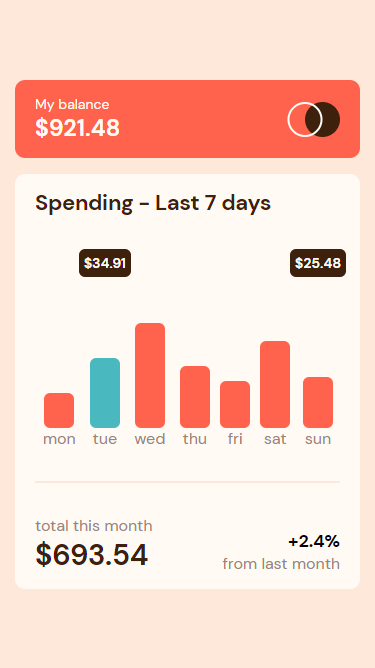 My balance
$921.48
Spending - Last 7 days
$34.91 $25.48
mon tue wed thu fri sat sun
total this month
$693.54
+2.4%
from last month